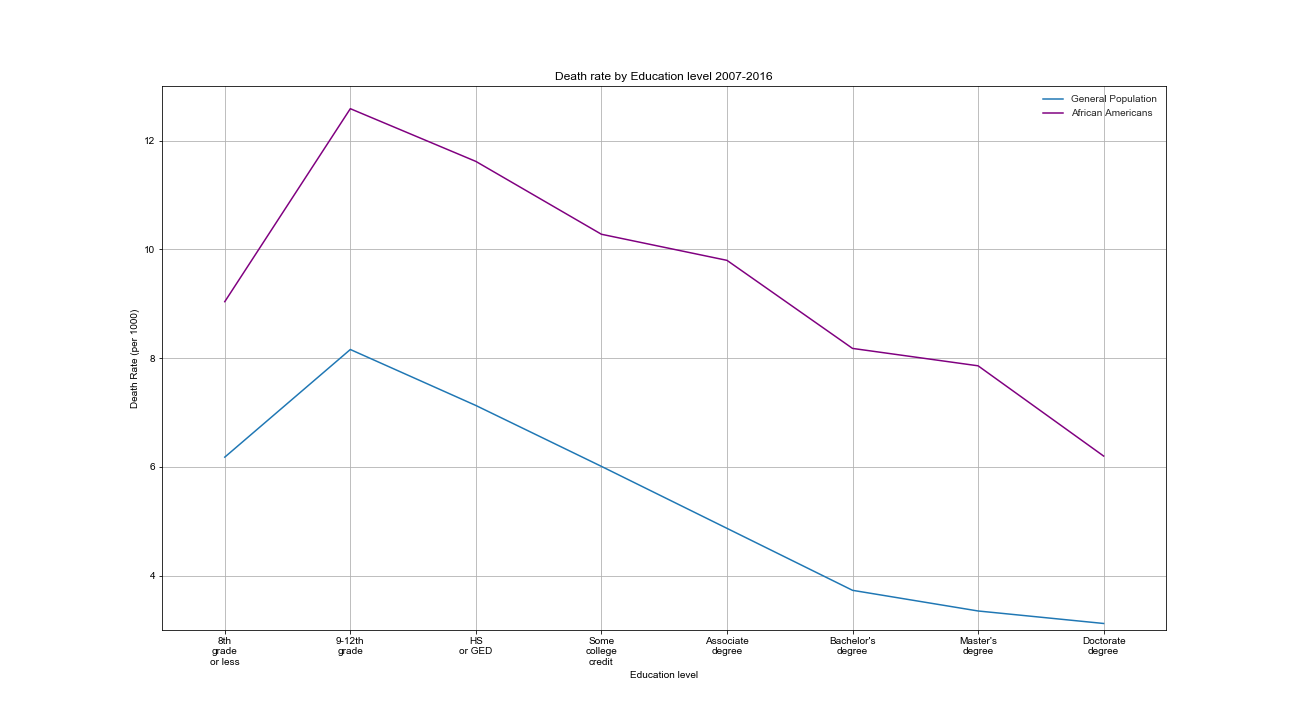 Death rate by Education level 2007-2016
General Population
African Americans
Death Rate (per 1000)
12
10
8
6
4
8th
grade
or less
9-12th
grade
HS
or GED
Some
college
credit
Associate
degree
Bachelor's
degree
Master's
degree
Doctorate
degree
Education level